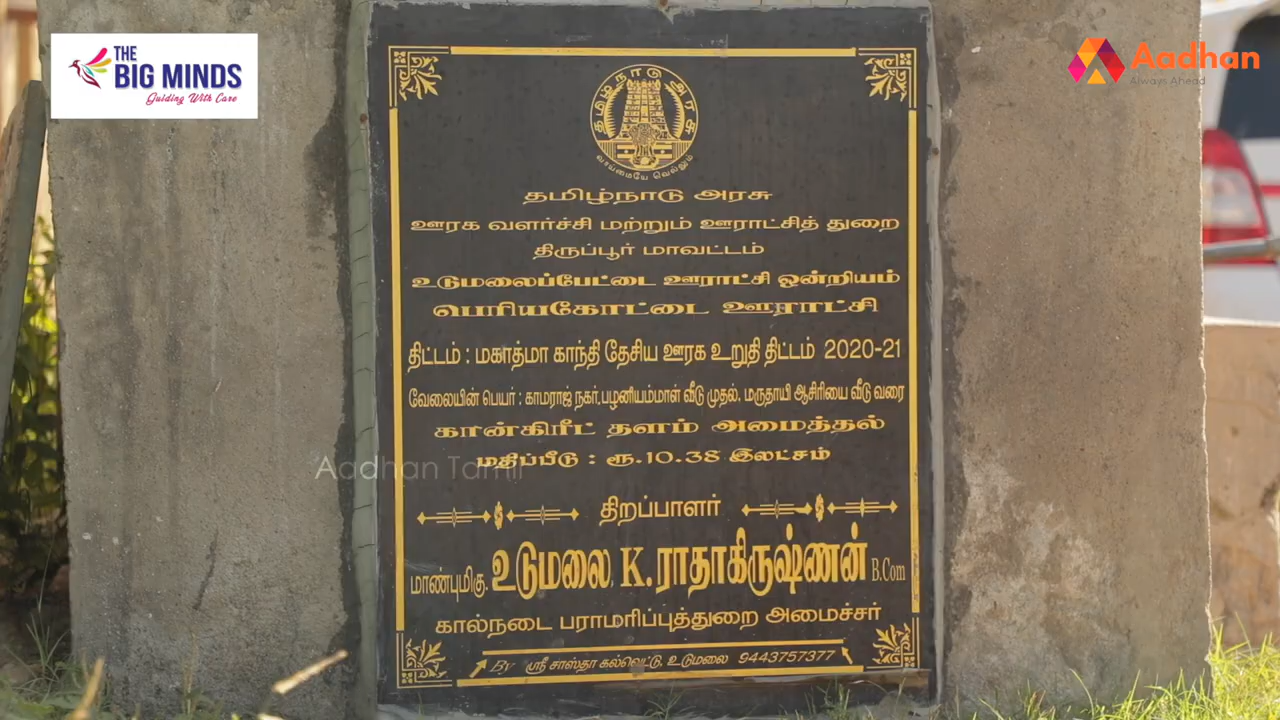 THE
BIG MINDS
Guiding With Care
Aadhan
Always Ahead
தமிழ்நாடு அரசு
வாய்மையே வெல்லும்
தமிழ்நாடு அரசு
ஊரக வளர்ச்சி மற்றும் ஊராட்சித் துறை
திருப்பூர் மாவட்டம்
உடுமலைப்பேட்டை ஊராட்சி ஒன்றியம்
பெரியகோட்டை ஊராட்சி
திட்டம் : மகாத்மா காந்தி தேசிய ஊரக உறுதி திட்டம் 2020-21
வேலையின் பெயர் : காமராஜ் நகர்,பழனியம்மாள் வீடு முதல், மருதாயி ஆசிரியை வீடு வரை
கான்கிரீட் தளம் அமைத்தல்
மதிப்பீடு : ரூ.10.38 இலட்சம்
Aadhan Tamil
திறப்பாளர்
மாண்புமிகு. உடுமலை. K. ராதாகிருஷ்ணன் B.Com
கால்நடை பராமரிப்புத்துறை அமைச்சர்
By ஸ்ரீ சாஸ்தா கல்வெட்டு, உடுமலை 9443757377